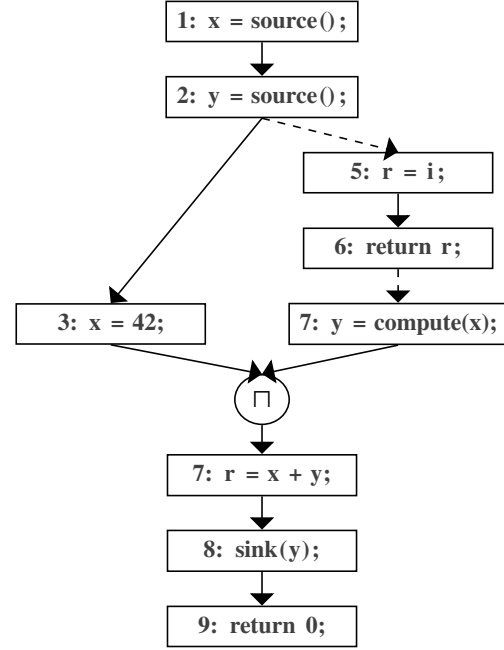 1: x = source();
2: y = source();
5: r = i;
6: return r;
3: x = 42;
7: y = compute(x);
⊓
7: r = x + y;
8: sink(y);
9: return 0;